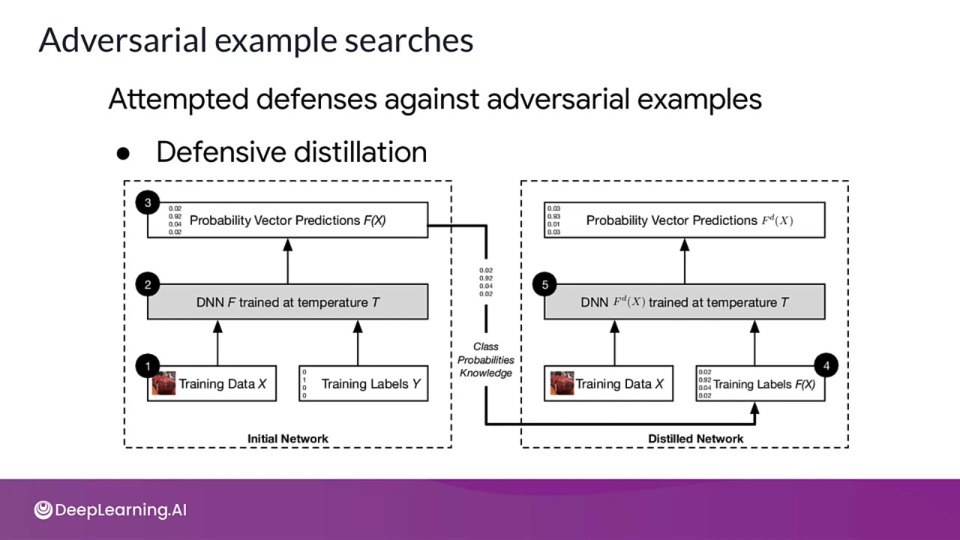 Adversarial example searches
Attempted defenses against adversarial examples
● Defensive distillation
3
0.02
0.92
0.04
0.02
Probability Vector Predictions F(X)
2
DNN F trained at temperature T
1
Training Data X
0
1
0
0
Training Labels Y
Initial Network
0.02
0.92
0.04
0.02
Class
Probabilities
Knowledge
0.03
0.93
0.01
0.03
Probability Vector Predictions F^d(X)
5
DNN F^d(X) trained at temperature T
Training Data X
4
0.02
0.92
0.04
0.02
Training Labels F(X)
Distilled Network
DeepLearning.AI